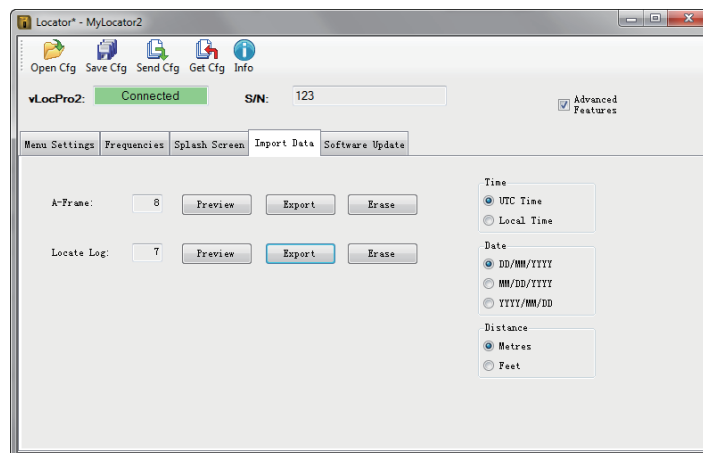 Locator* - MyLocator2
Open Cfg Save Cfg Send Cfg Get Cfg Info
vLocPro2: Connected S/N: 123
Advanced
Features
Menu Settings Frequencies Splash Screen Import Data Software Update
A-Frame: 8 Preview Export Erase
Locate Log: 7 Preview Export Erase
Time
UTC Time
Local Time
Date
DD/MM/YYYY
MM/DD/YYYY
YYYY/MM/DD
Distance
Metres
Feet